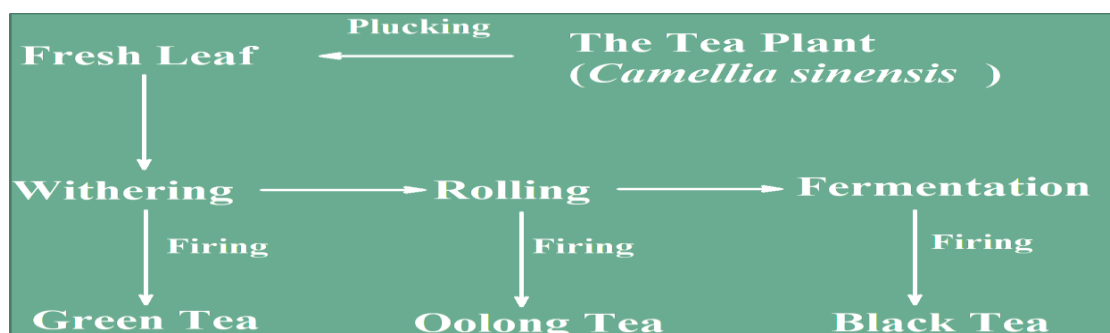 Plucking
Fresh Leaf
The Tea Plant
(Camellia sinensis )
Withering
Rolling
Fermentation
Firing
Firing
Firing
Green Tea
Oolong Tea
Black Tea